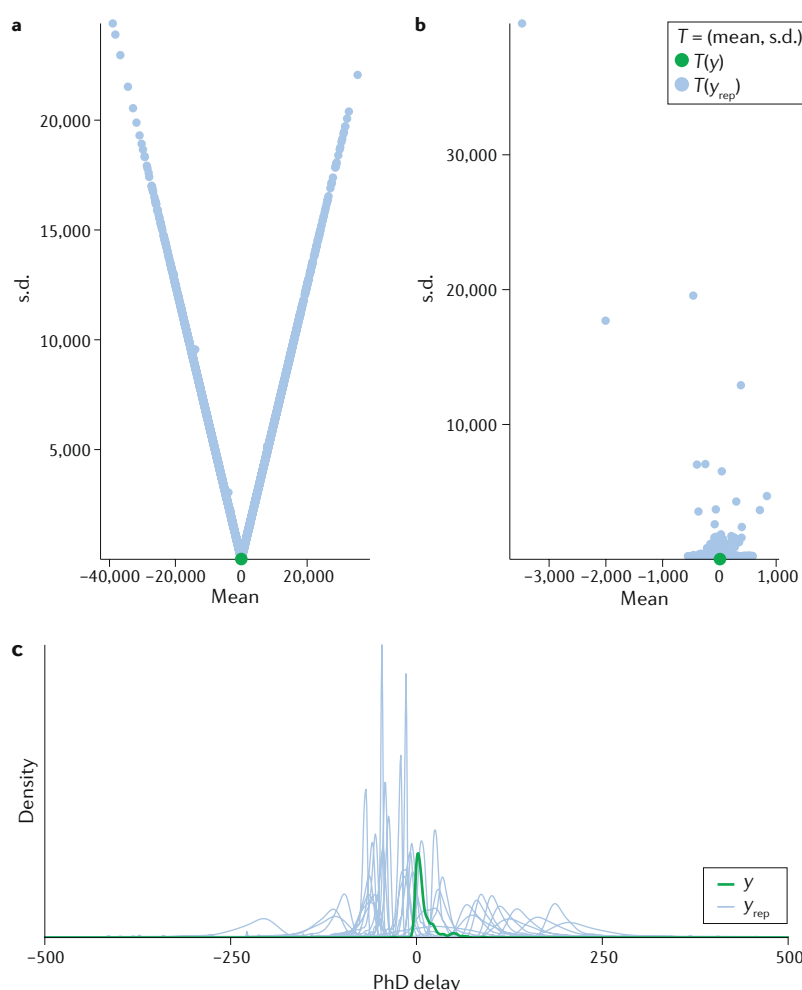 a
20,000
15,000
10,000
5,000
s.d.
−40,000 −20,000 0 20,000
Mean
b
T = (mean, s.d.)
T(y)
T(yrep)
30,000
20,000
10,000
s.d.
−3,000 −2,000 −1,000 0 1,000
Mean
c
Density
y
yrep
−500 −250 0 250 500
PhD delay